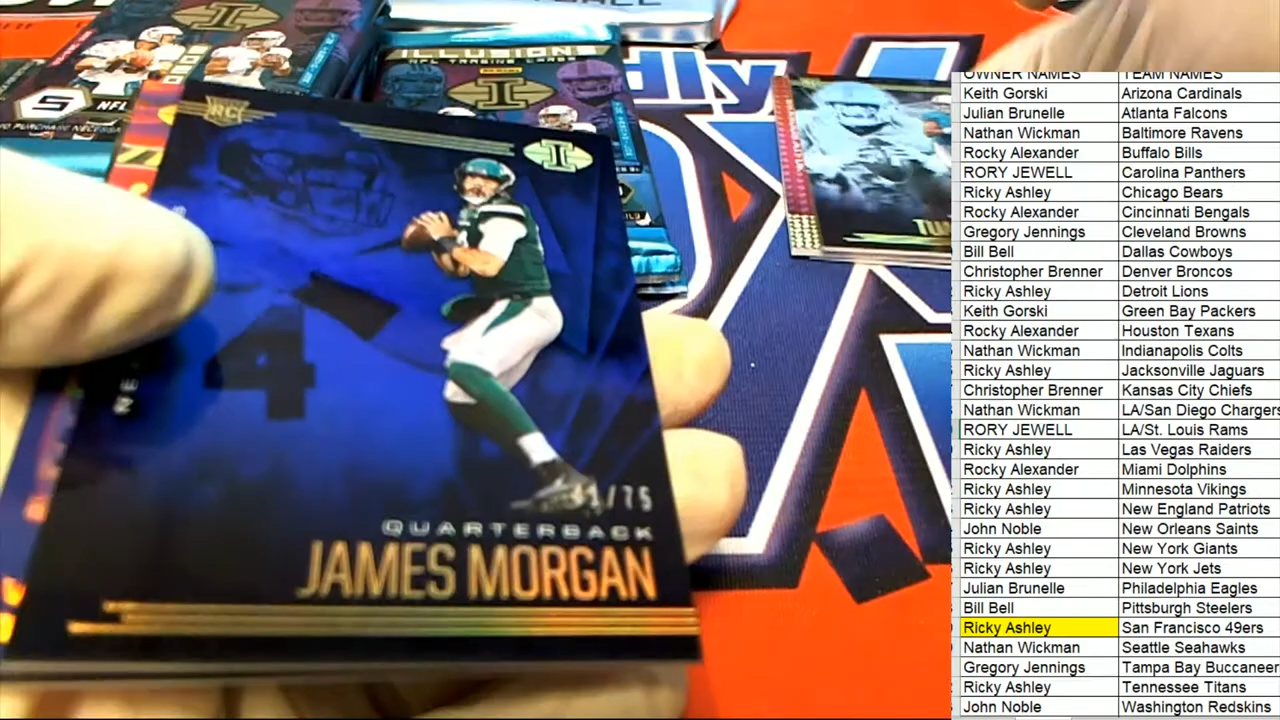 NFL
ILLUSIONS
NFL TRADING CARDS
PANINI
I
dly
RC
I
4
TU
/75
QUARTERBACK
JAMES MORGAN
OWNER NAMES TEAM NAMES
Keith Gorski Arizona Cardinals
Julian Brunelle Atlanta Falcons
Nathan Wickman Baltimore Ravens
Rocky Alexander Buffalo Bills
RORY JEWELL Carolina Panthers
Ricky Ashley Chicago Bears
Rocky Alexander Cincinnati Bengals
Gregory Jennings Cleveland Browns
Bill Bell Dallas Cowboys
Christopher Brenner Denver Broncos
Ricky Ashley Detroit Lions
Keith Gorski Green Bay Packers
Rocky Alexander Houston Texans
Nathan Wickman Indianapolis Colts
Ricky Ashley Jacksonville Jaguars
Christopher Brenner Kansas City Chiefs
Nathan Wickman LA/San Diego Chargers
RORY JEWELL LA/St. Louis Rams
Ricky Ashley Las Vegas Raiders
Rocky Alexander Miami Dolphins
Ricky Ashley Minnesota Vikings
Ricky Ashley New England Patriots
John Noble New Orleans Saints
Ricky Ashley New York Giants
Ricky Ashley New York Jets
Julian Brunelle Philadelphia Eagles
Bill Bell Pittsburgh Steelers
Ricky Ashley San Francisco 49ers
Nathan Wickman Seattle Seahawks
Gregory Jennings Tampa Bay Buccaneer
Ricky Ashley Tennessee Titans
John Noble Washington Redskins